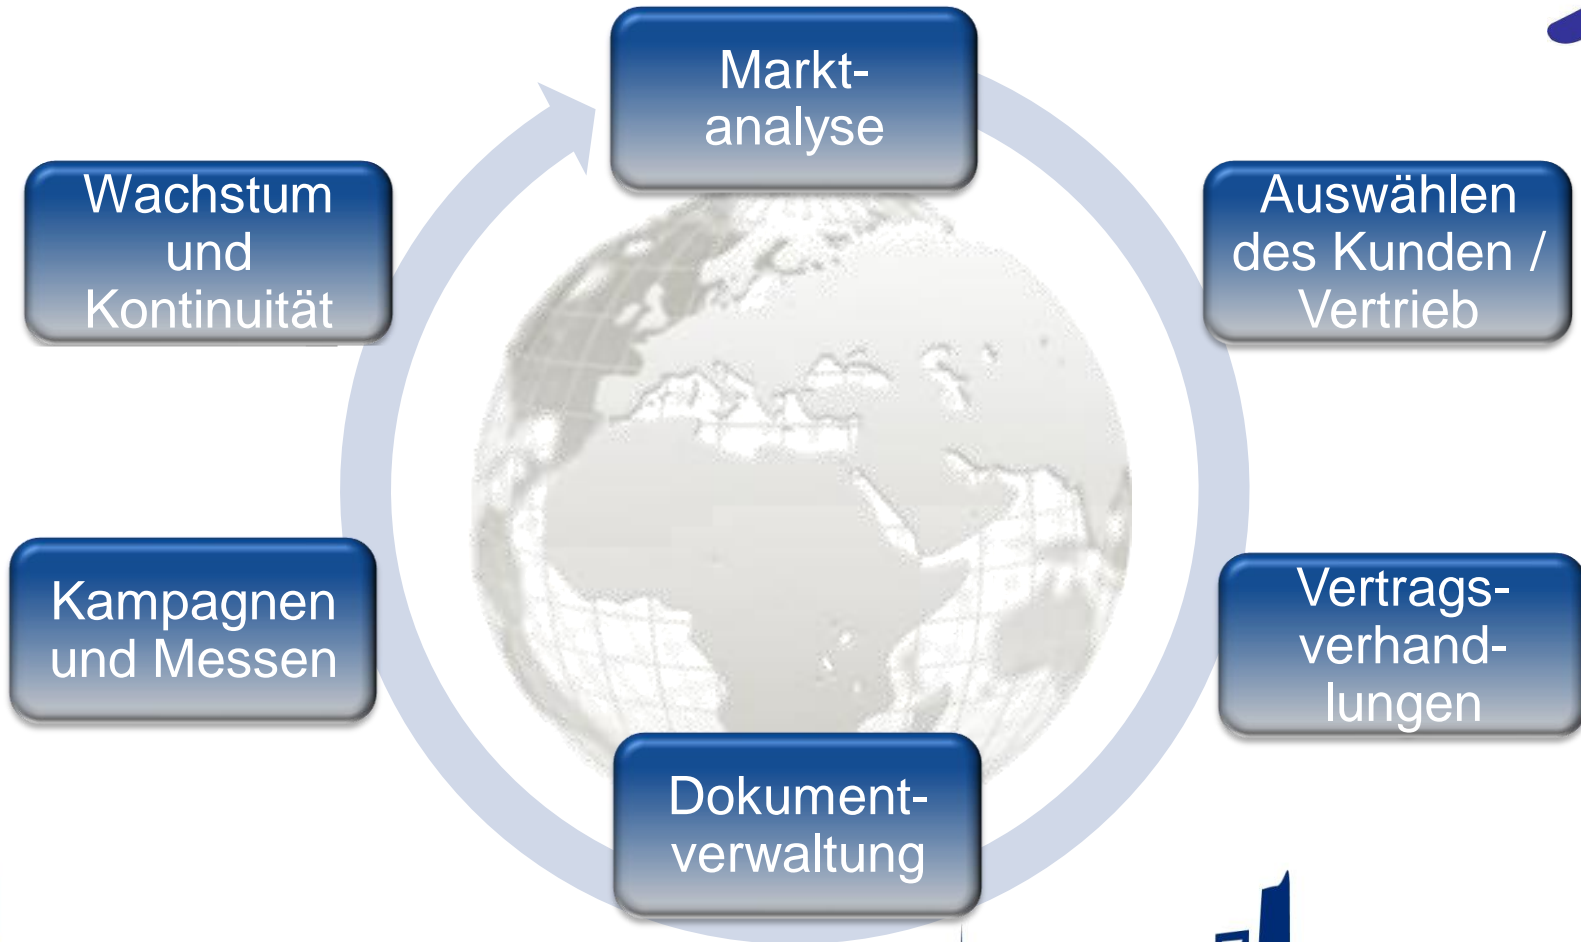 Markt-
analyse
Auswählen
des Kunden /
Vertrieb
Vertrags-
verhand-
lungen
Dokument-
verwaltung
Kampagnen
und Messen
Wachstum
und
Kontinuität